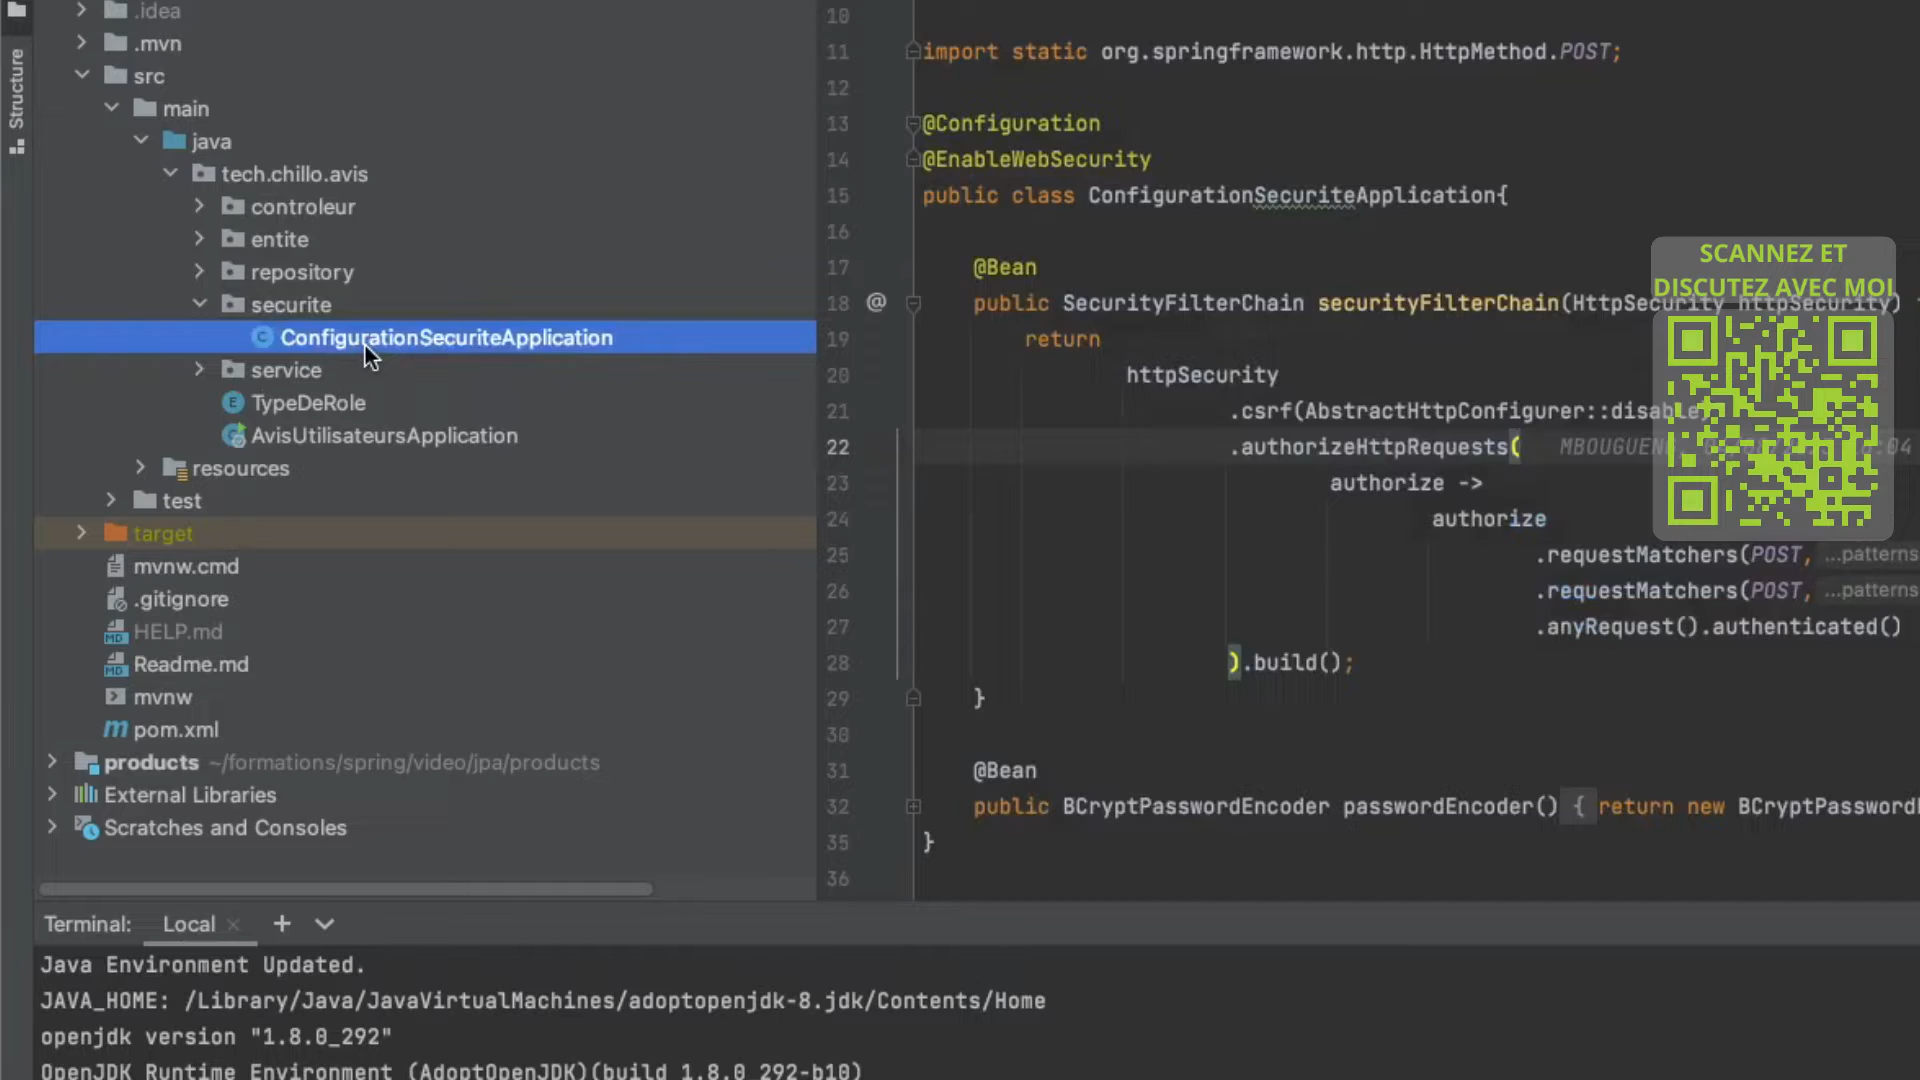 Structure
.idea
.mvn
src
main
java
tech.chillo.avis
controleur
entite
repository
securite
ConfigurationSecuriteApplication
service
TypeDeRole
AvisUtilisateursApplication
resources
test
target
mvnw.cmd
.gitignore
HELP.md
Readme.md
mvnw
pom.xml
products ~/formations/spring/video/jpa/products
External Libraries
Scratches and Consoles
10
11 import static org.springframework.http.HttpMethod.POST;
12
13 @Configuration
14 @EnableWebSecurity
15 public class ConfigurationSecuriteApplication{
16
17 @Bean
18 @ public SecurityFilterChain securityFilterChain(HttpSecurity httpSecurity)
19 return
20 httpSecurity
21 .csrf(AbstractHttpConfigurer::disable)
22 .authorizeHttpRequests(
23 authorize ->
24 authorize
25 .requestMatchers(POST, ...patterns
26 .requestMatchers(POST, ...patterns
27 .anyRequest().authenticated()
28 ).build();
29 }
30
31 @Bean
32 public BCryptPasswordEncoder passwordEncoder() { return new BCryptPassword
35 }
36
SCANNEZ ET
DISCUTEZ AVEC MOI
Terminal: Local
Java Environment Updated.
JAVA_HOME: /Library/Java/JavaVirtualMachines/adoptopenjdk-8.jdk/Contents/Home
openjdk version "1.8.0_292"
OpenJDK Runtime Environment (AdoptOpenJDK)(build 1.8.0_292-b10)